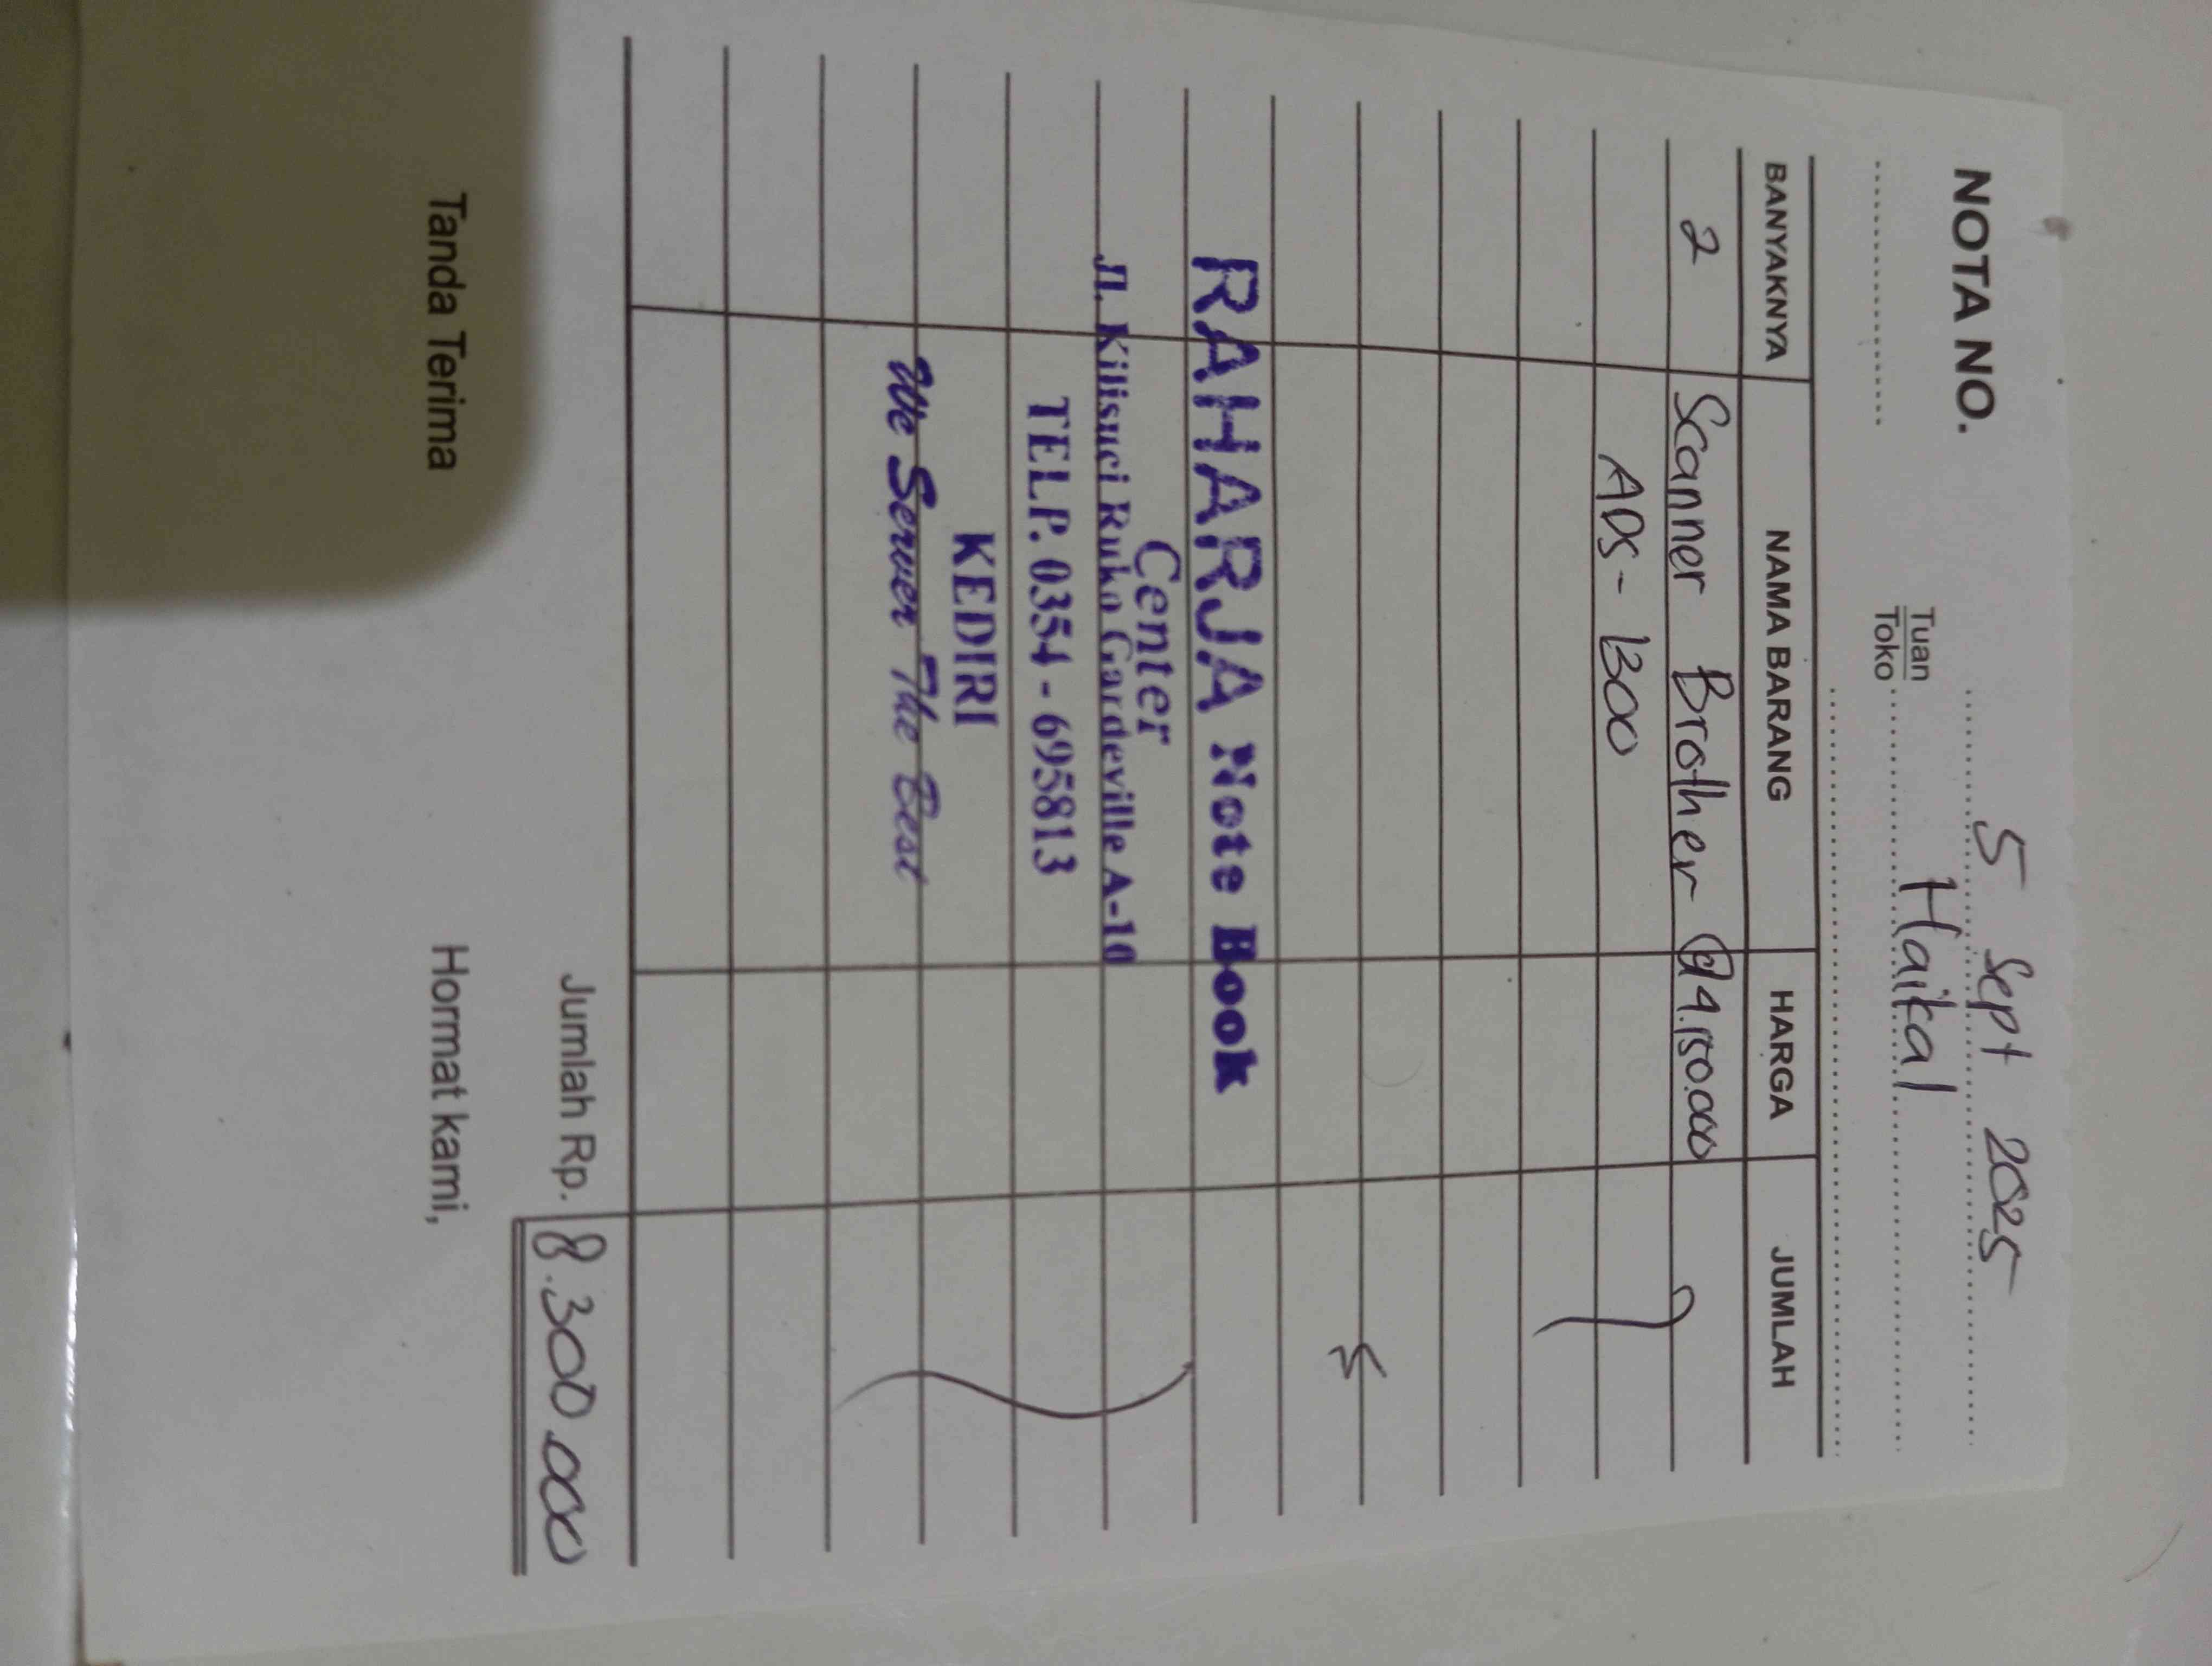 5 Sept 2025
NOTA NO.
Tuan
Toko
Haikal
BANYAKNYA NAMA BARANG HARGA JUMLAH
2 Scanner Brother @ 4.150.000
ADS - 1300
RAHARJA Note Book
Center
Jl. Kilisuci Ruko Gardeville A-10
TELP. 0354 - 695813
KEDIRI
We Server The Best
Jumlah Rp. 8.300.000
Tanda Terima Hormat kami,